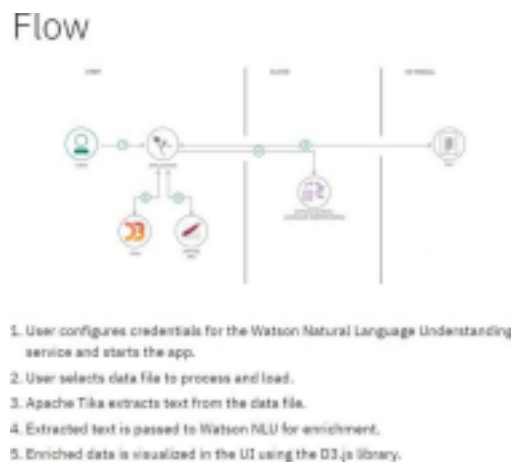 Flow
USER
CLOUD
D3
1. User configures credentials for the Watson Natural Language Understanding
service and starts the app.
2. User selects data file to process and load.
3. Apache Tika extracts text from the data file.
4. Extracted text is passed to Watson NLU for enrichment.
5. Enriched data is visualized in the UI using the D3.js library.